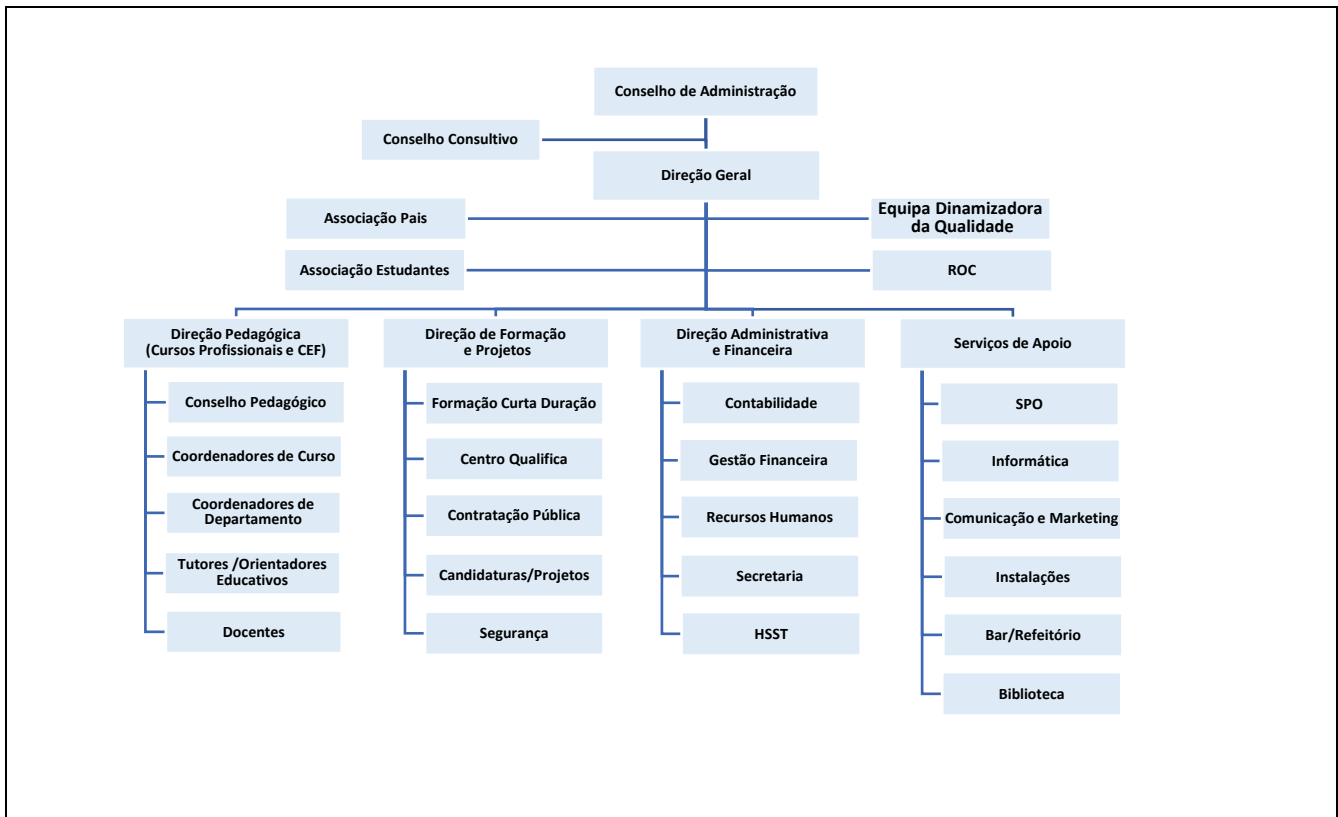 Conselho de Administração
Conselho Consultivo
Direção Geral
Associação Pais
Equipa Dinamizadora
da Qualidade
Associação Estudantes
ROC
Direção Pedagógica
(Cursos Profissionais e CEF)
Conselho Pedagógico
Coordenadores de Curso
Coordenadores de
Departamento
Tutores /Orientadores
Educativos
Docentes
Direção de Formação
e Projetos
Formação Curta Duração
Centro Qualifica
Contratação Pública
Candidaturas/Projetos
Segurança
Direção Administrativa
e Financeira
Contabilidade
Gestão Financeira
Recursos Humanos
Secretaria
HSST
Serviços de Apoio
SPO
Informática
Comunicação e Marketing
Instalações
Bar/Refeitório
Biblioteca